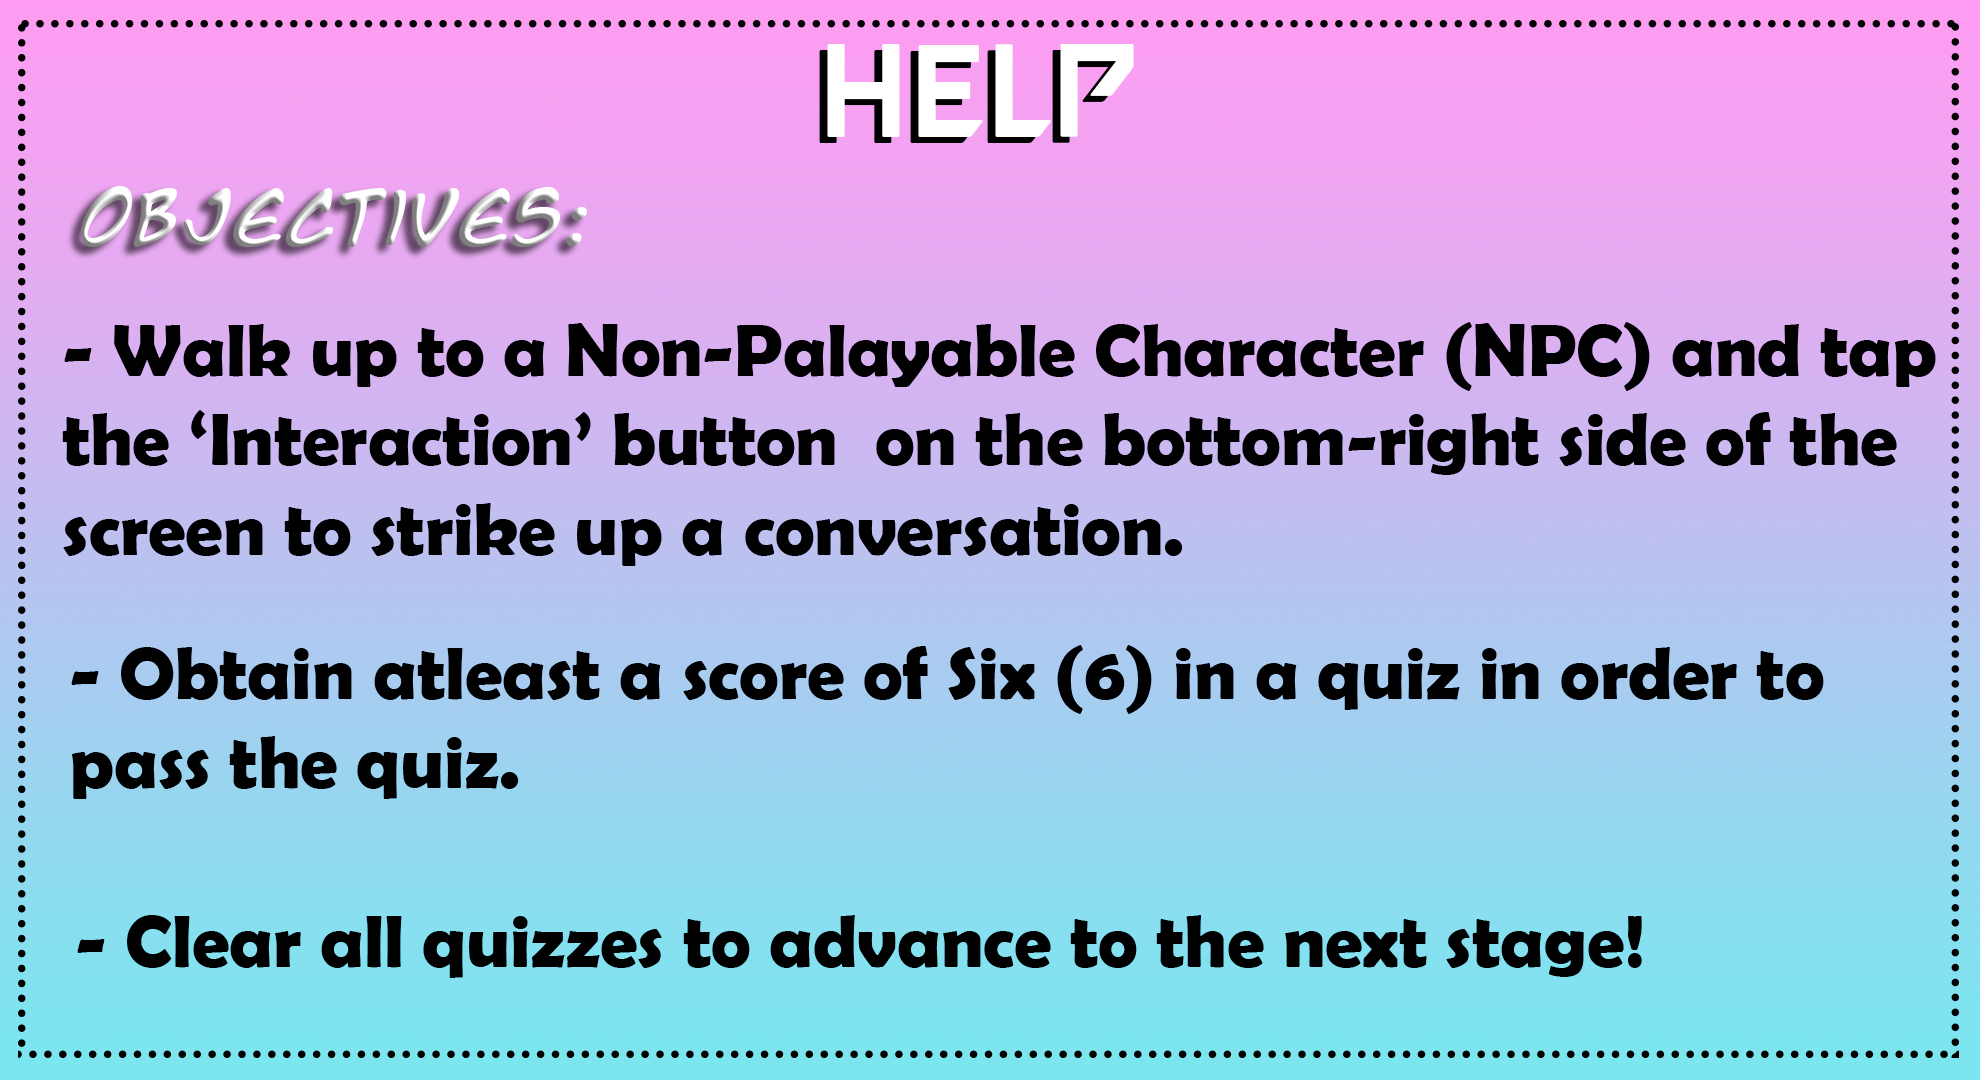 HELP
OBJECTIVES:
- Walk up to a Non-Palayable Character (NPC) and tap
the ‘Interaction’ button  on the bottom-right side of the
screen to strike up a conversation.
- Obtain atleast a score of Six (6) in a quiz in order to
pass the quiz.
- Clear all quizzes to advance to the next stage!